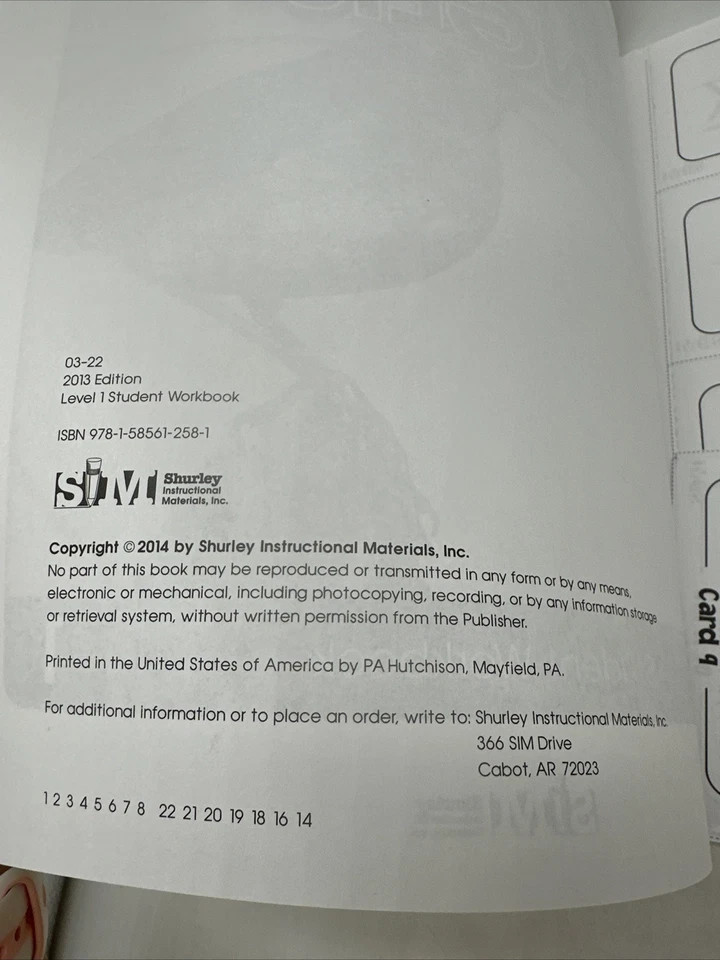 03-22
2013 Edition
Level 1 Student Workbook
ISBN 978-1-58561-258-1
SIM Shurley
Instructional
Materials, Inc.
Copyright © 2014 by Shurley Instructional Materials, Inc.
No part of this book may be reproduced or transmitted in any form or by any means,
electronic or mechanical, including photocopying, recording, or by any information storage
or retrieval system, without written permission from the Publisher.
Printed in the United States of America by PA Hutchison, Mayfield, PA.
For additional information or to place an order, write to: Shurley Instructional Materials, Inc.
366 SIM Drive
Cabot, AR 72023
1 2 3 4 5 6 7 8 22 21 20 19 18 16 14
Card 9